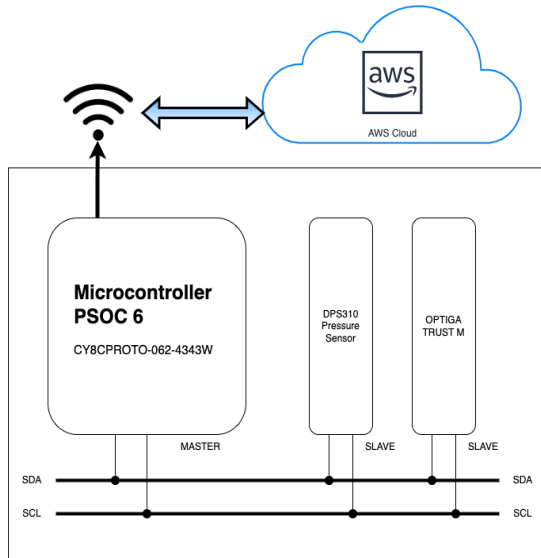 aws
AWS Cloud
Microcontroller
PSOC 6
CY8CPROTO-062-4343W
DPS310
Pressure
Sensor
OPTIGA
TRUST M
MASTER
SLAVE
SLAVE
SDA
SDA
SCL
SCL